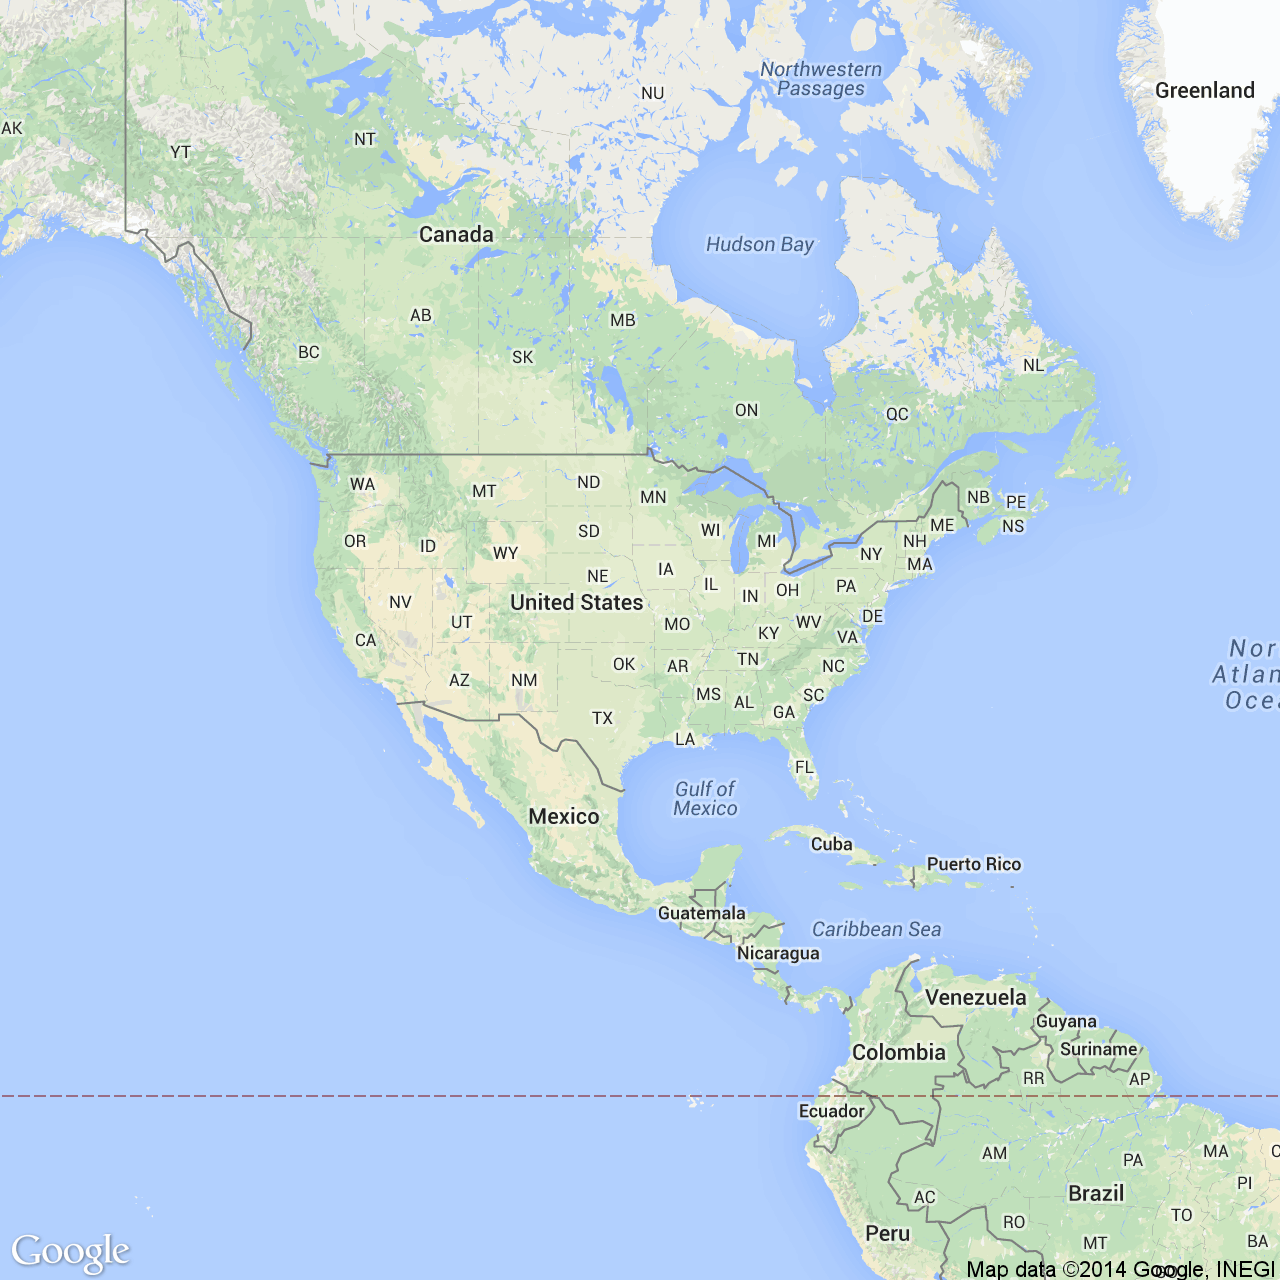 Northwestern
Passages
NU
Greenland
AK
YT
NT
Canada
Hudson Bay
AB
MB
BC
SK
NL
ON
QC
WA
MT
ND
MN
NB
PE
NS
OR
ID
WY
SD
WI
MI
NY
NH
ME
MA
IA
NE
IL
IN
OH
PA
NV
United States
UT
MO
KY
WV
DE
VA
CA
OK
AR
TN
NC
AZ
NM
MS
AL
SC
GA
TX
LA
FL
Nor
Atlan
Ocea
Gulf of
Mexico
Mexico
Cuba
Puerto Rico
Guatemala
Caribbean Sea
Nicaragua
Venezuela
Guyana
Colombia
Suriname
RR
AP
Ecuador
AM
PA
MA
C
PI
AC
Brazil
TO
RO
Peru
MT
BA
GO
Google
Map data ©2014 Google, INEGI